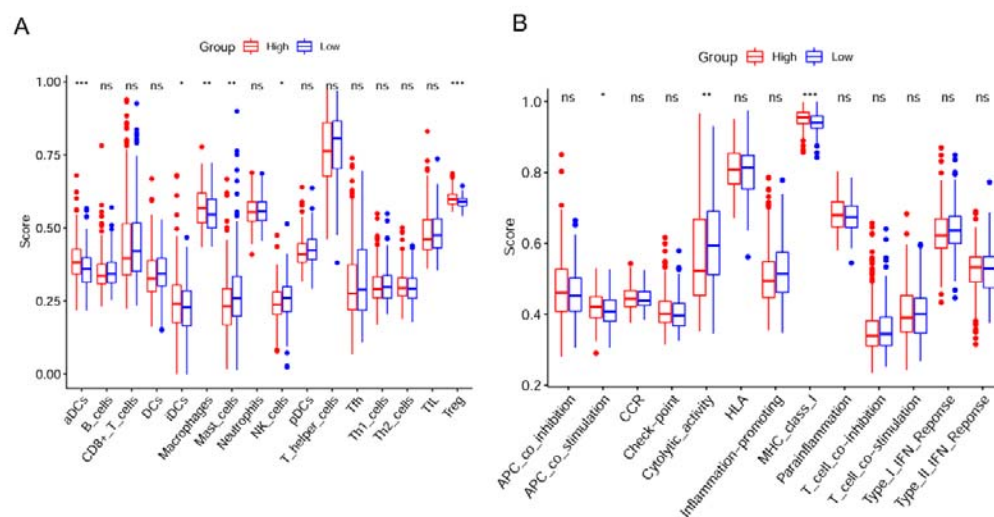 A
Group High Low
*** ns ns ns * ** ** ns * ns ns ns ns ns ns ***
1.00
0.75
0.50
0.25
0.00
Score
aDCs
B_cells
CD8+_T_cells
DCs
iDCs
Macrophages
Mast_cells
Neutrophils
NK_cells
pDCs
T_helper_cells
Tfh
Th1_cells
Th2_cells
TIL
Treg
B
Group High Low
ns * ns ns ** ns ns *** ns ns ns ns ns
1.0
0.8
0.6
0.4
0.2
Score
APC_co_inhibition
APC_co_stimulation
CCR
Check-point
Cytolytic_activity
HLA
Inflammation-promoting
MHC_class_I
Parainflammation
T_cell_co-inhibition
T_cell_co-stimulation
Type_I_IFN_Reponse
Type_II_IFN_Reponse